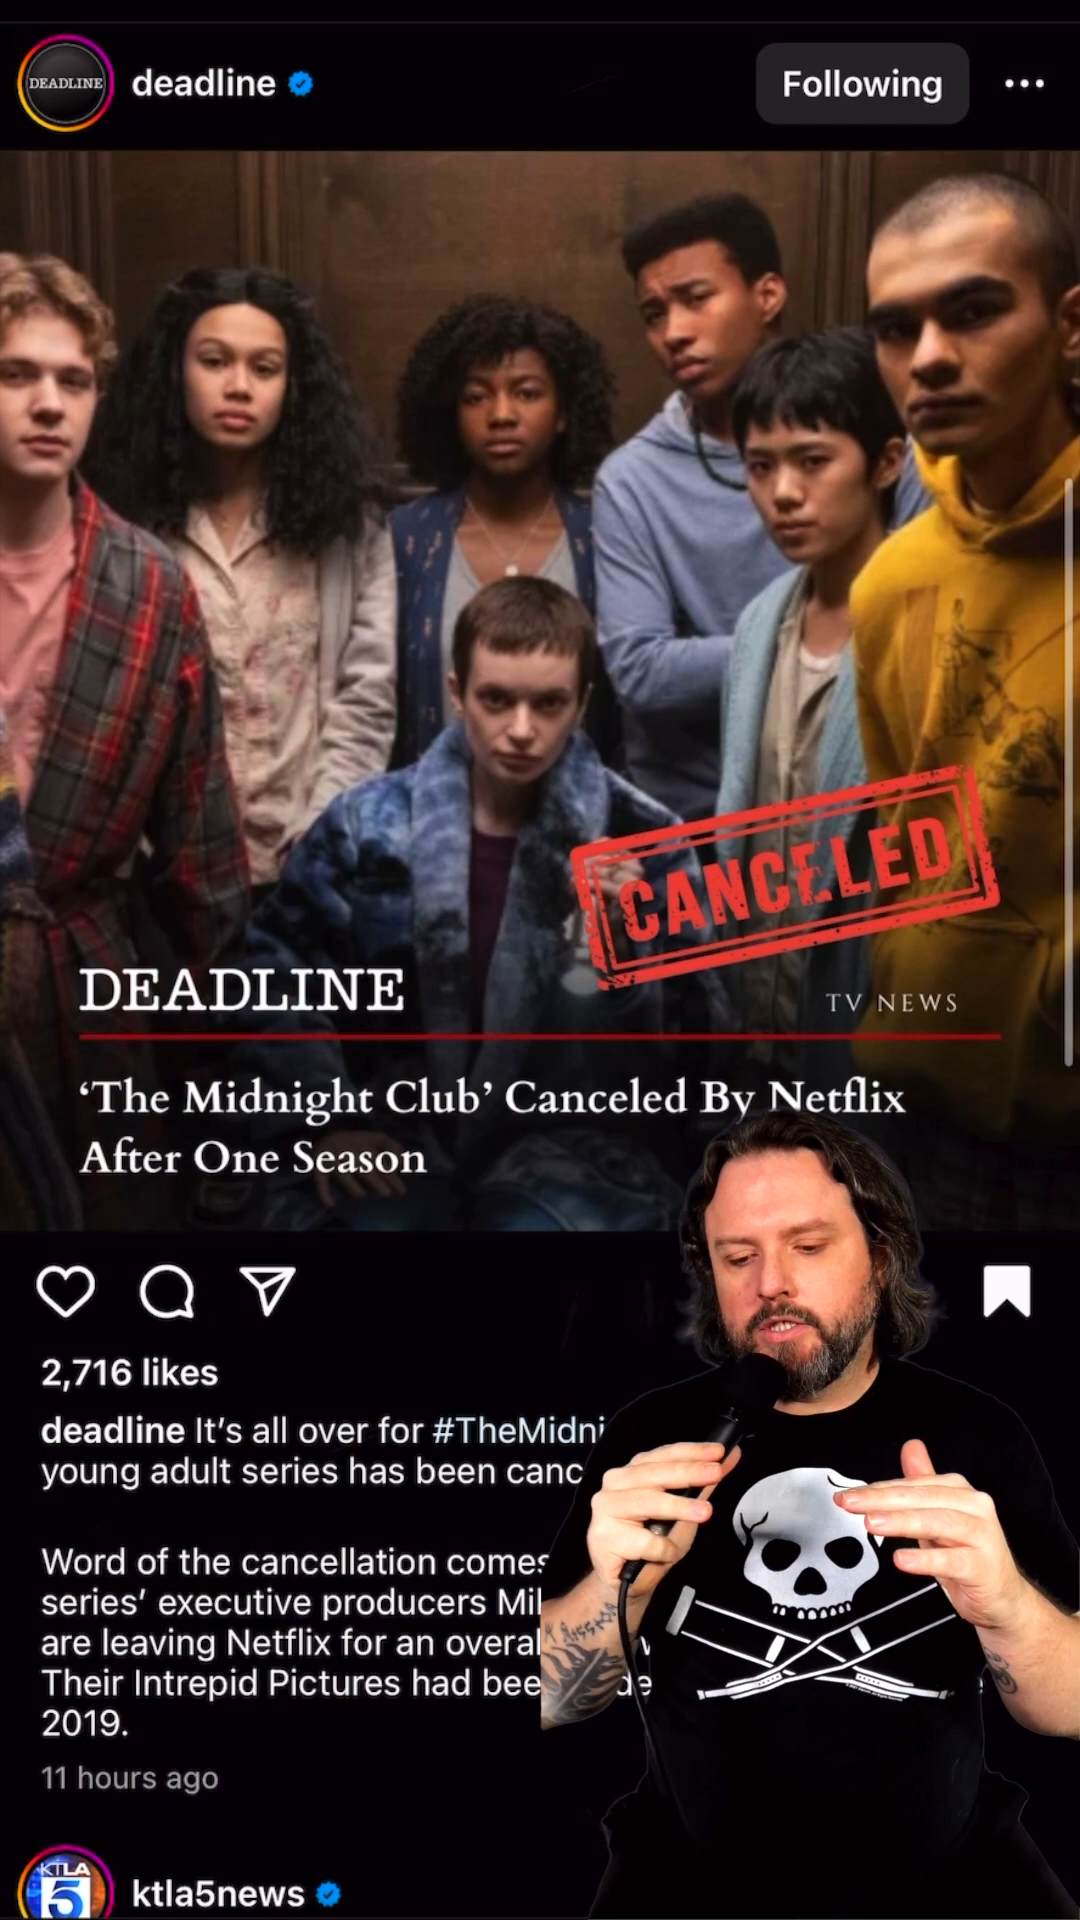 DEADLINE
deadline
Following
CANCELED
DEADLINE
TV NEWS
‘The Midnight Club’ Canceled By Netflix
After One Season
2,716 likes
deadline It’s all over for #TheMidni
young adult series has been canc
Word of the cancellation comes
series’ executive producers Mil
are leaving Netflix for an overal
Their Intrepid Pictures had bee de
2019.
11 hours ago
KTLA
5
ktla5news